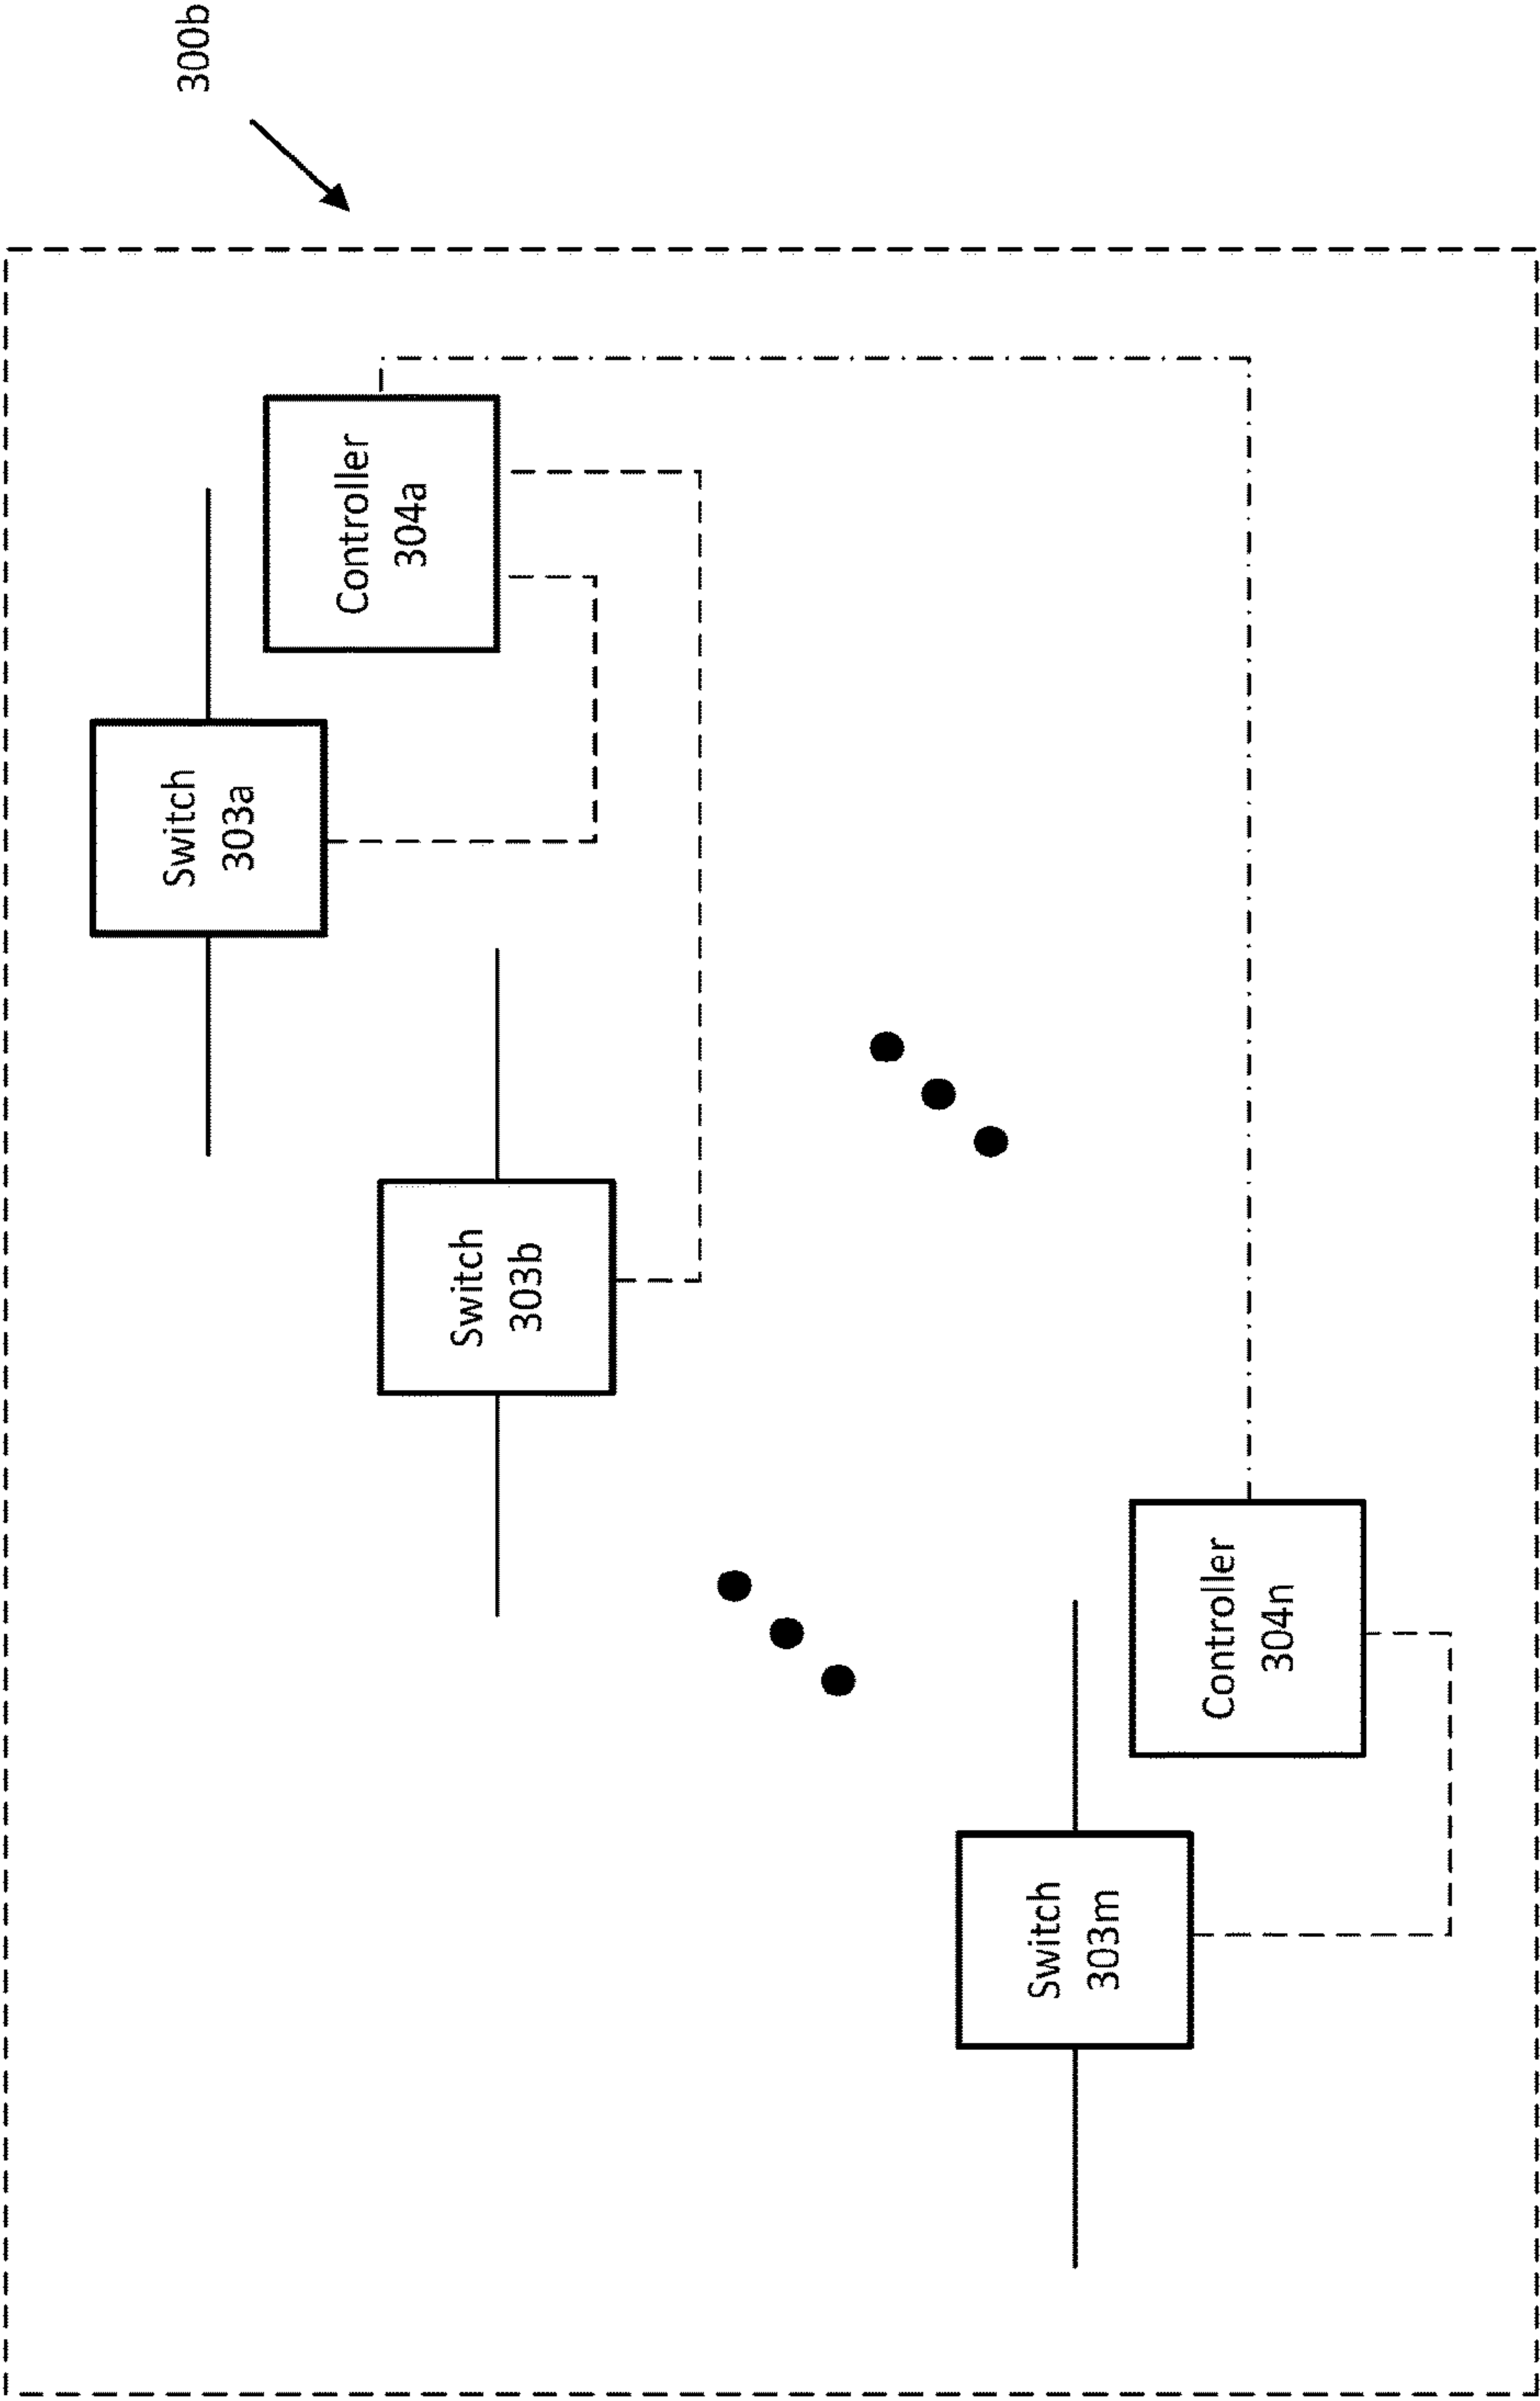 300b
Switch
303a
Controller
304a
Switch
303b
Switch
303m
Controller
304n